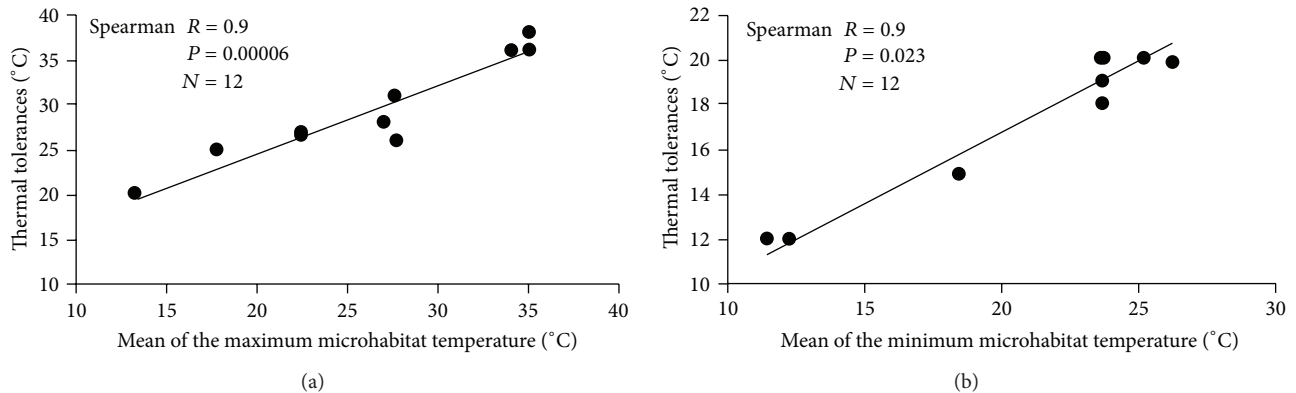 Spearman R = 0.9
P = 0.00006
N = 12
40
35
30
25
20
15
10
Thermal tolerances (°C)
10 15 20 25 30 35 40
Mean of the maximum microhabitat temperature (°C)
(a)
Spearman R = 0.9
P = 0.023
N = 12
22
20
18
16
14
12
10
Thermal tolerances (°C)
10 15 20 25 30
Mean of the minimum microhabitat temperature (°C)
(b)